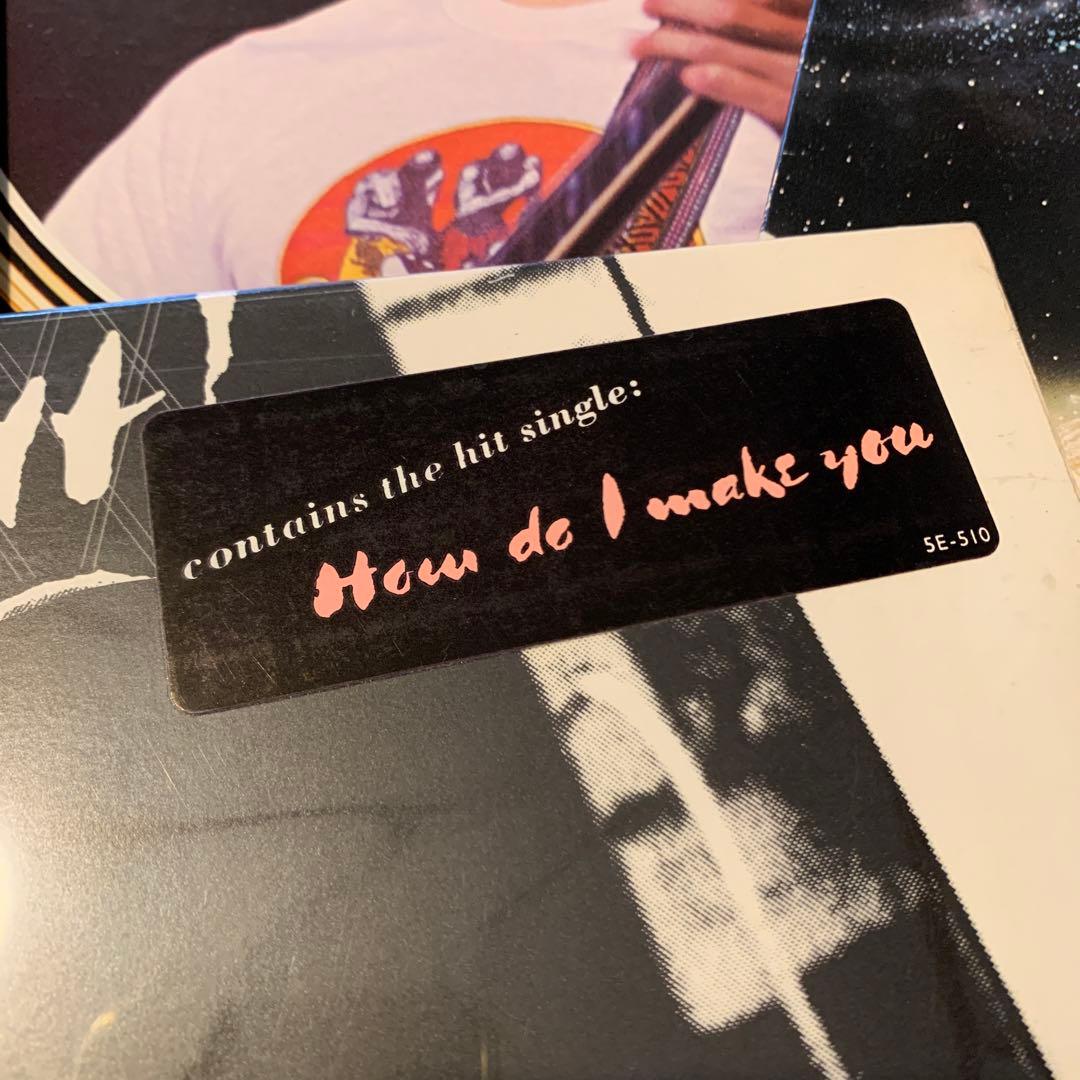 contains the hit single:
How do I make you
5E-510